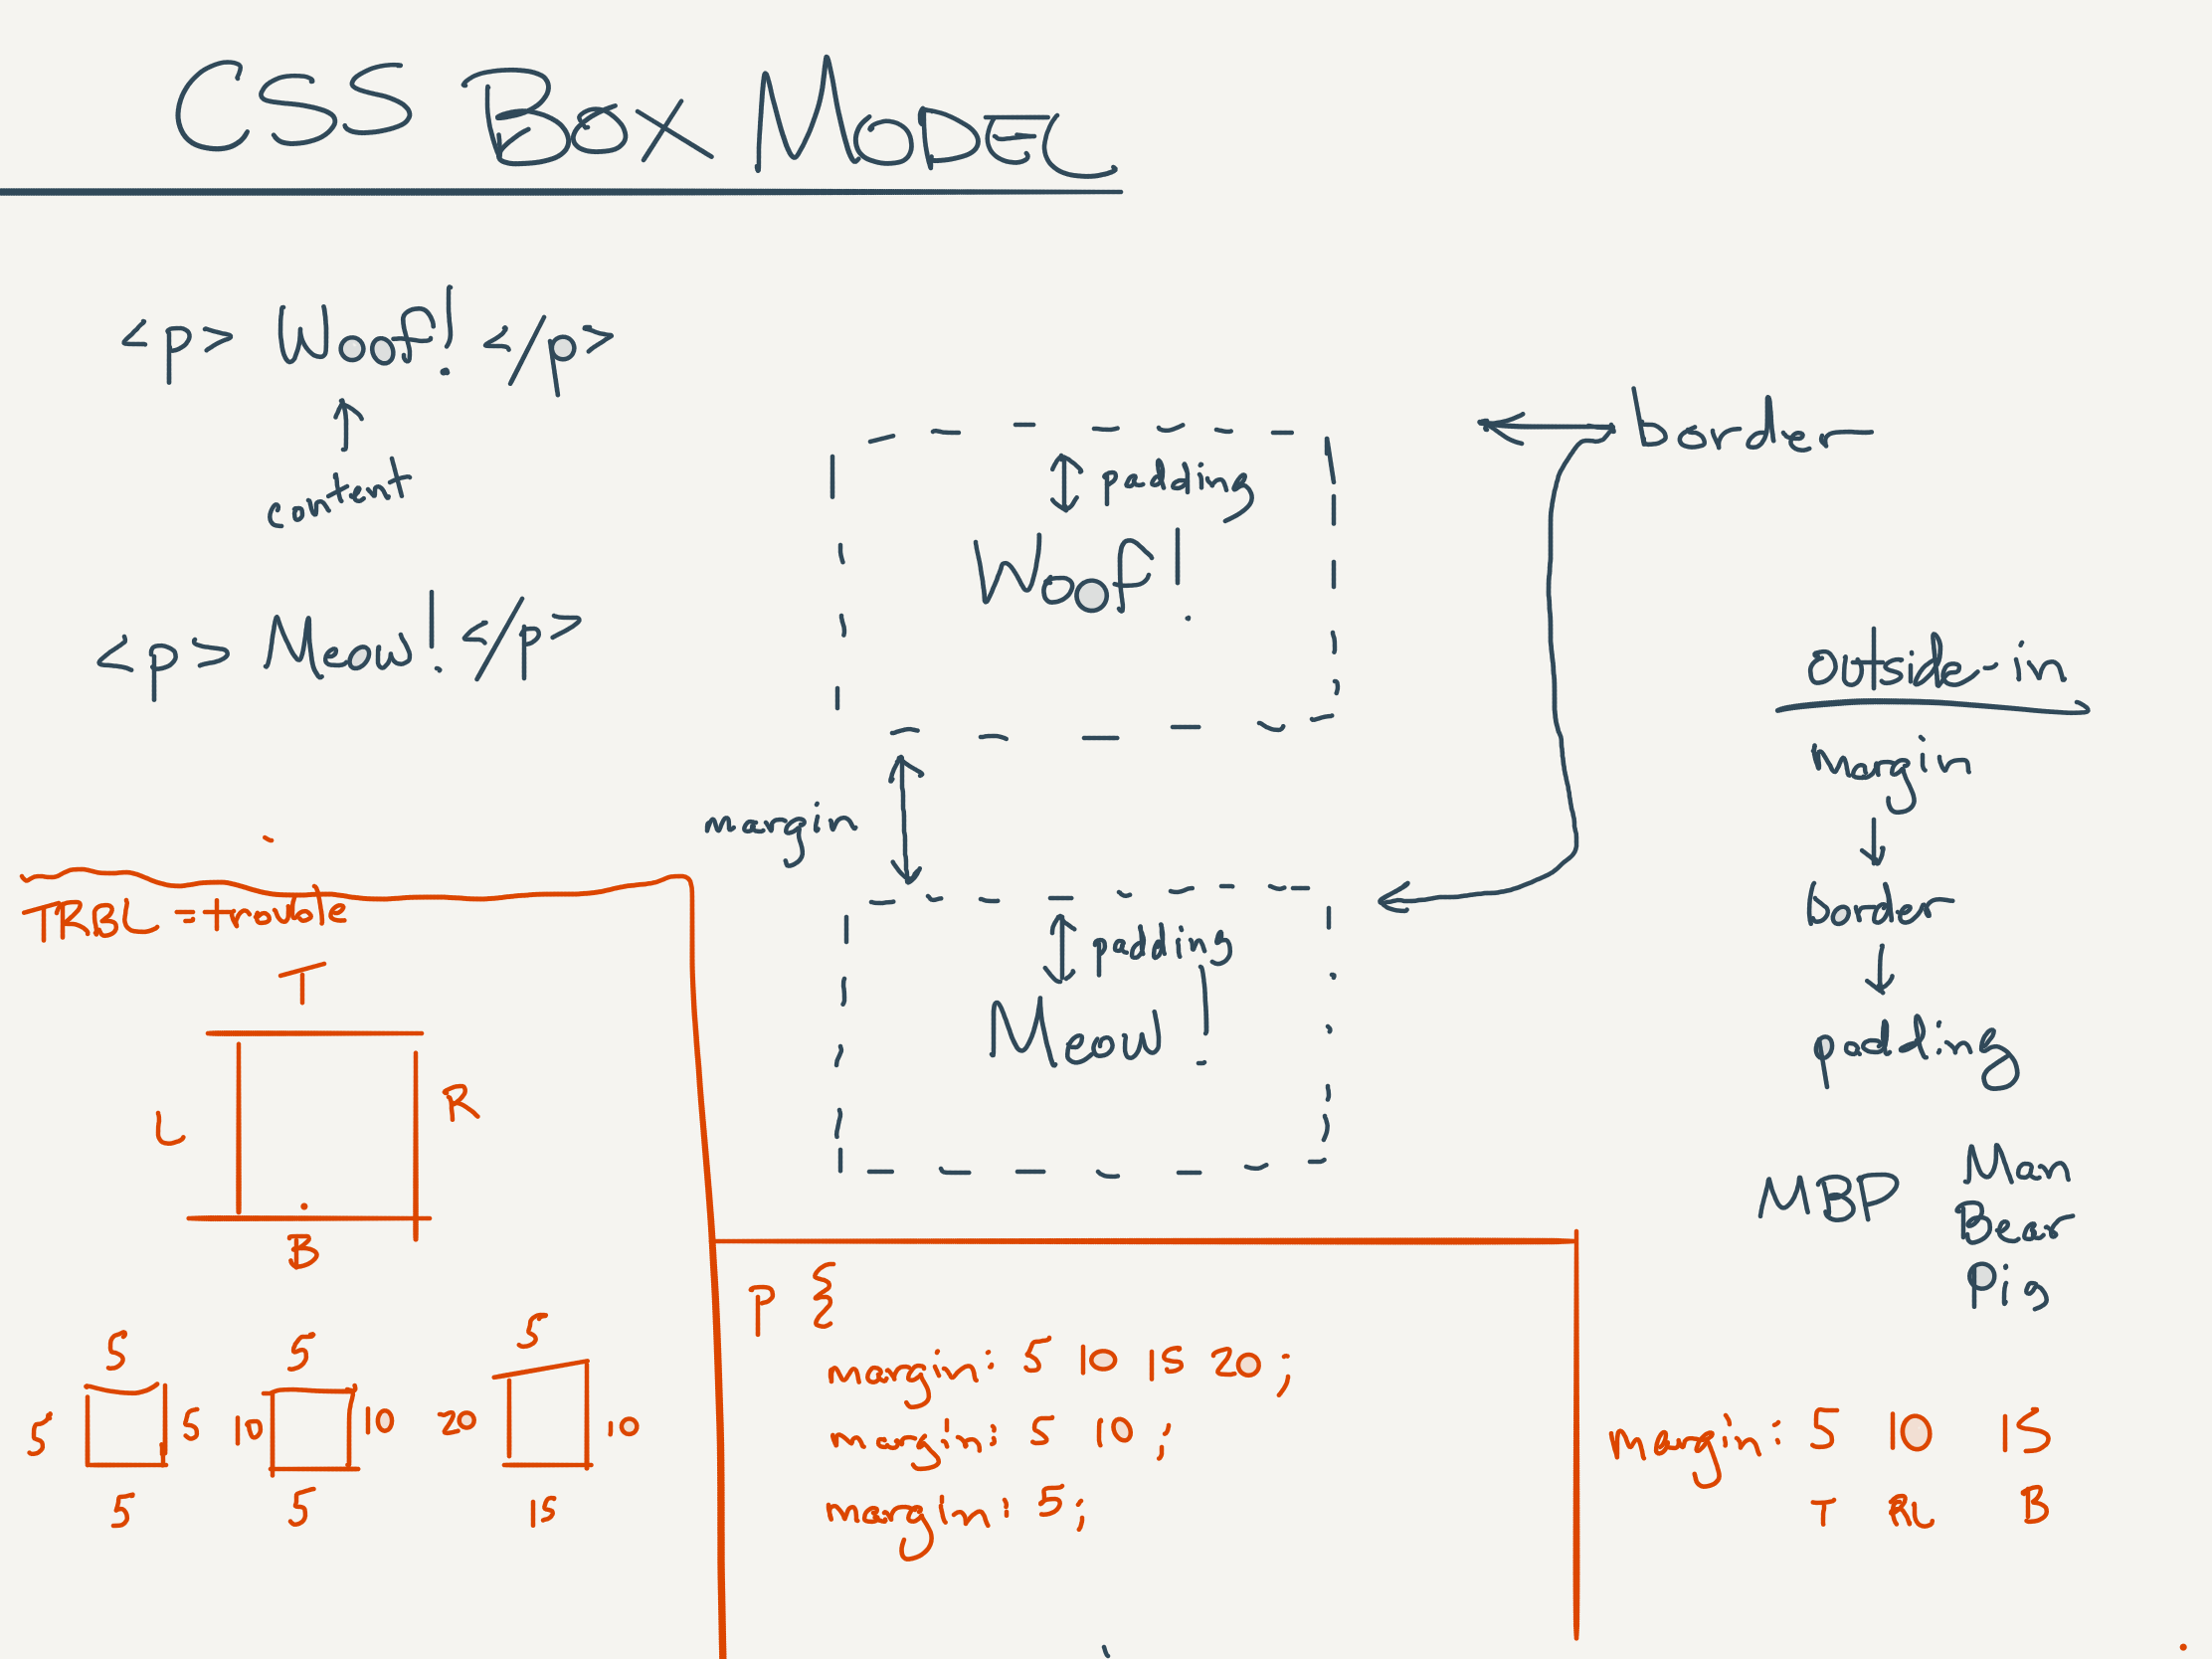 CSS Box MODEL
<p> Woof! </p>
content
<p> Meow! </p>
border
padding
Woof!
margin
padding
Meow!
outside-in
margin
border
padding
MBP
Man
Bear
Pig
TRBL - trouble
T
L
R
B
5
5
5
5
5
10
10
5
5
20
10
15
p {
margin: 5 10 15 20;
margin: 5 10;
margin: 5;
margin: 5 10 15
T RL B